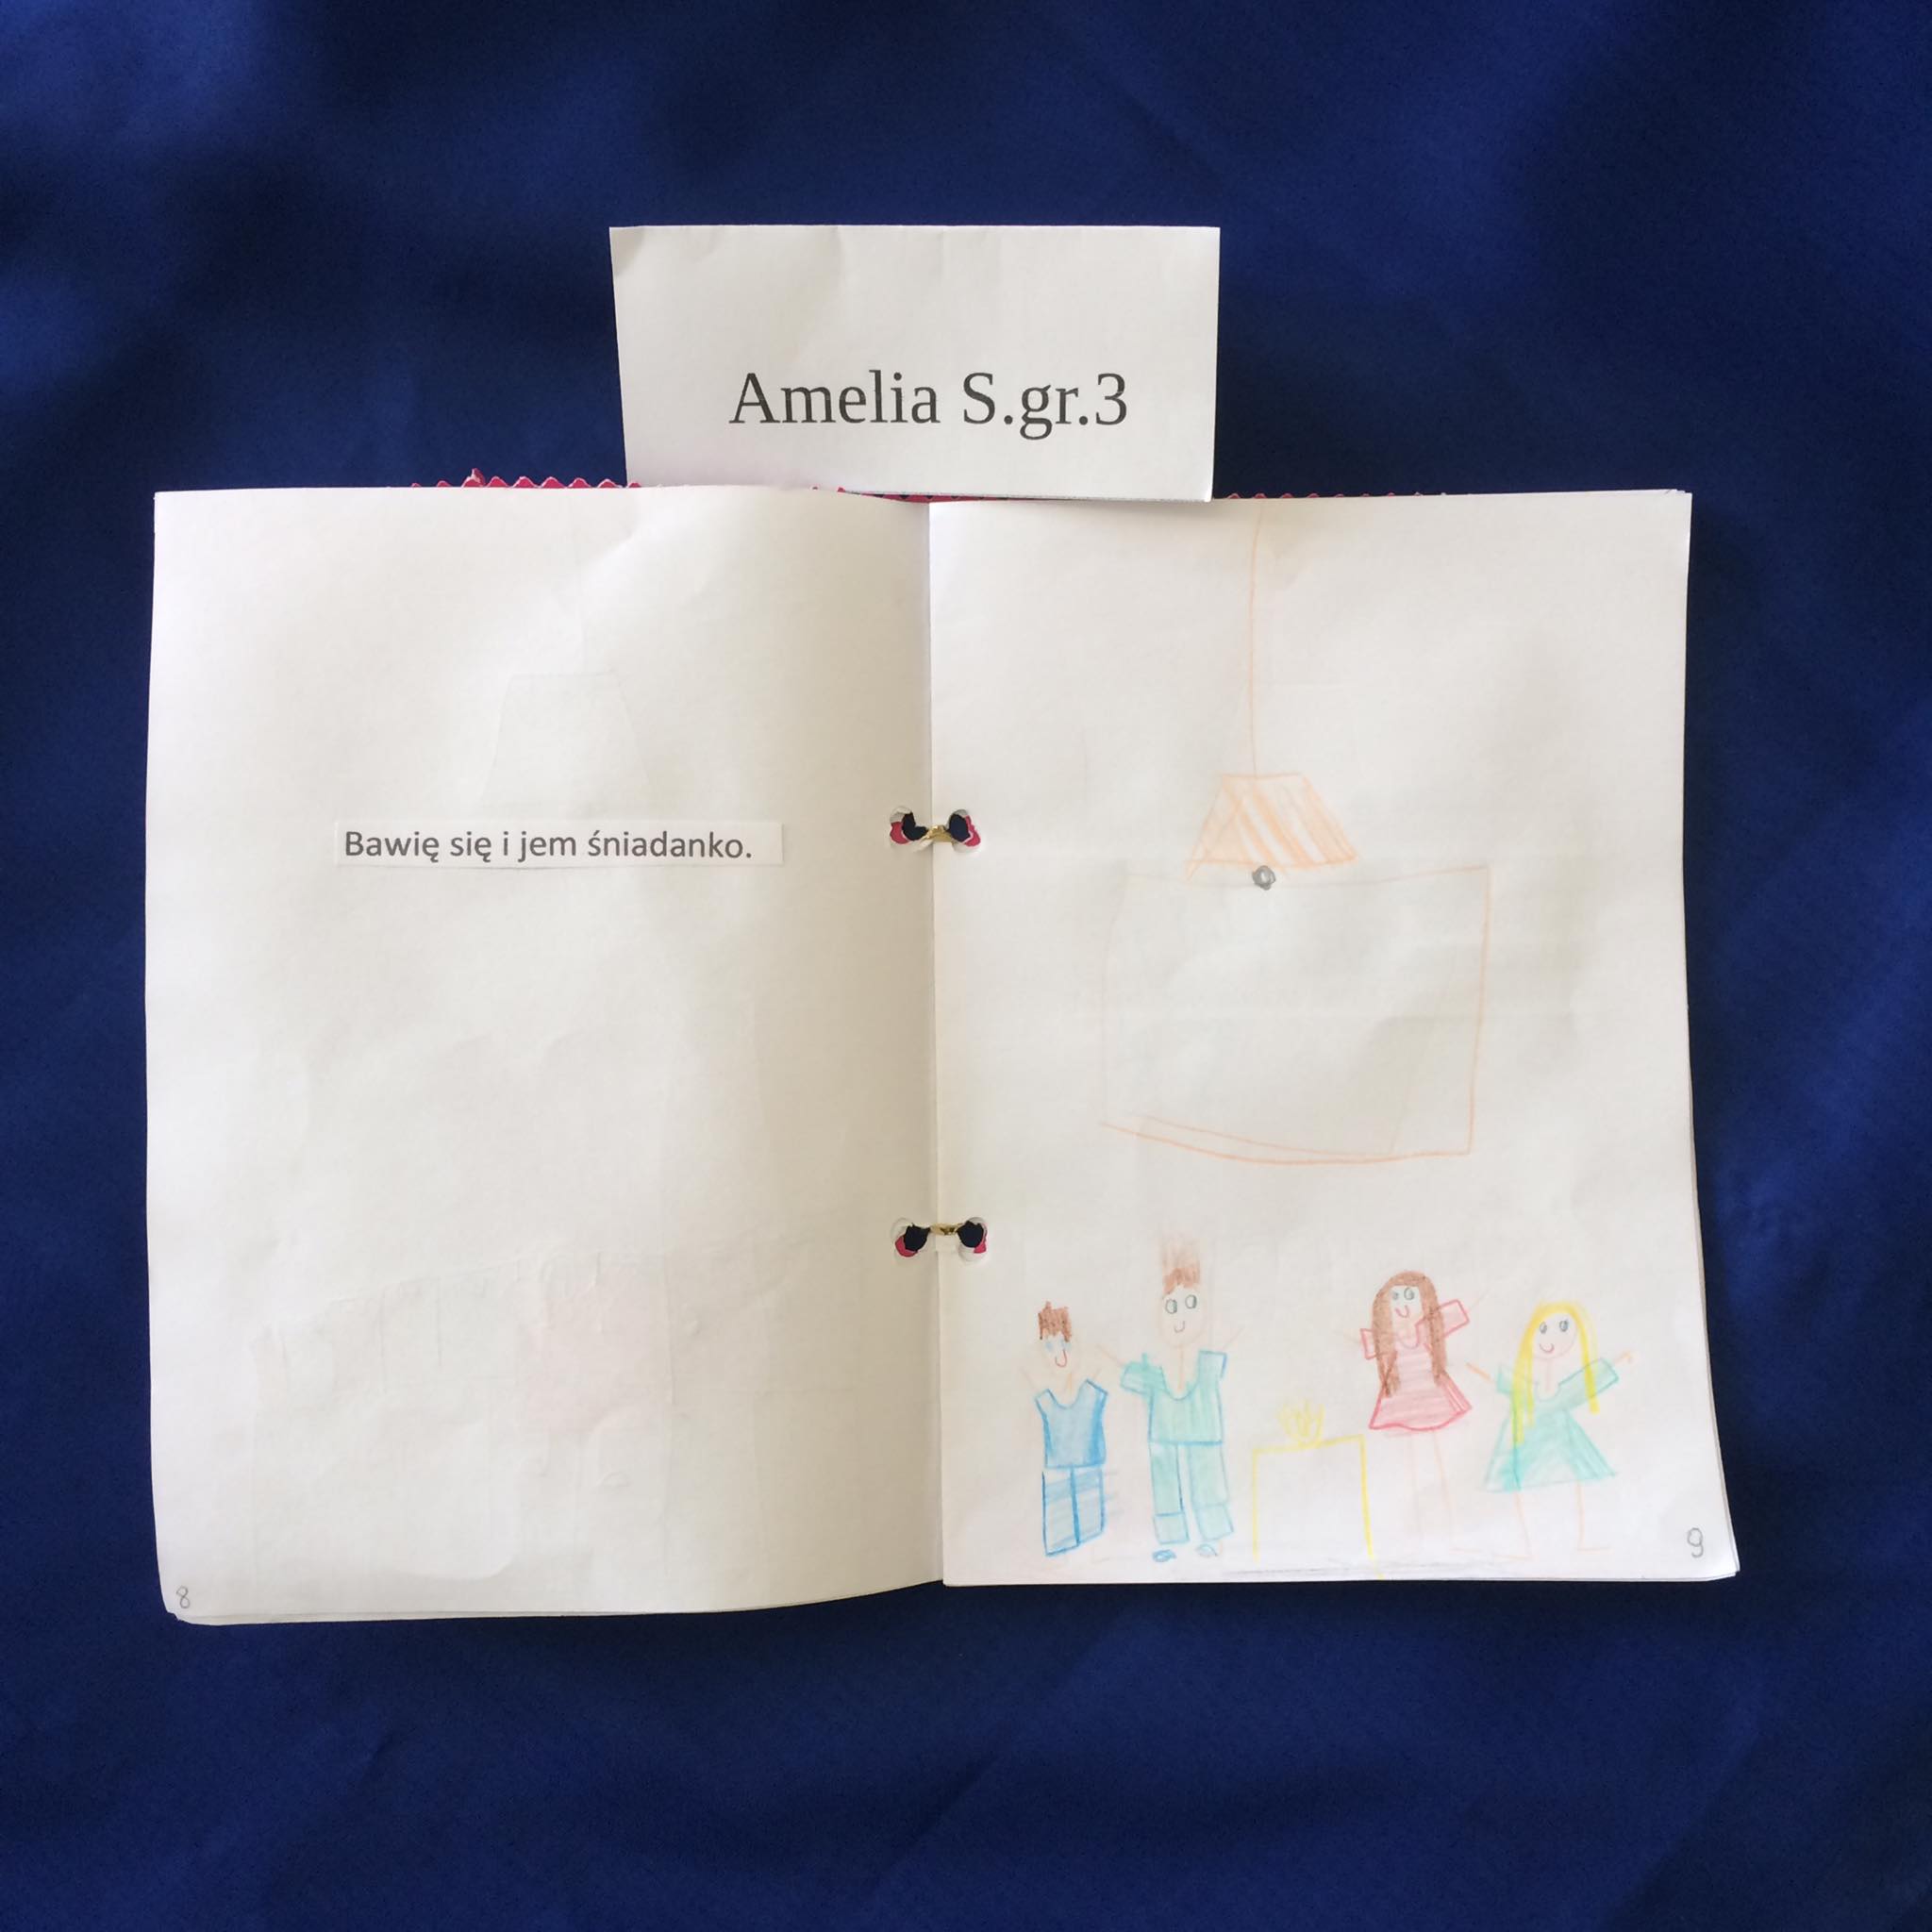 Amelia S.gr.3
Bawię się i jem śniadanko.
8
9